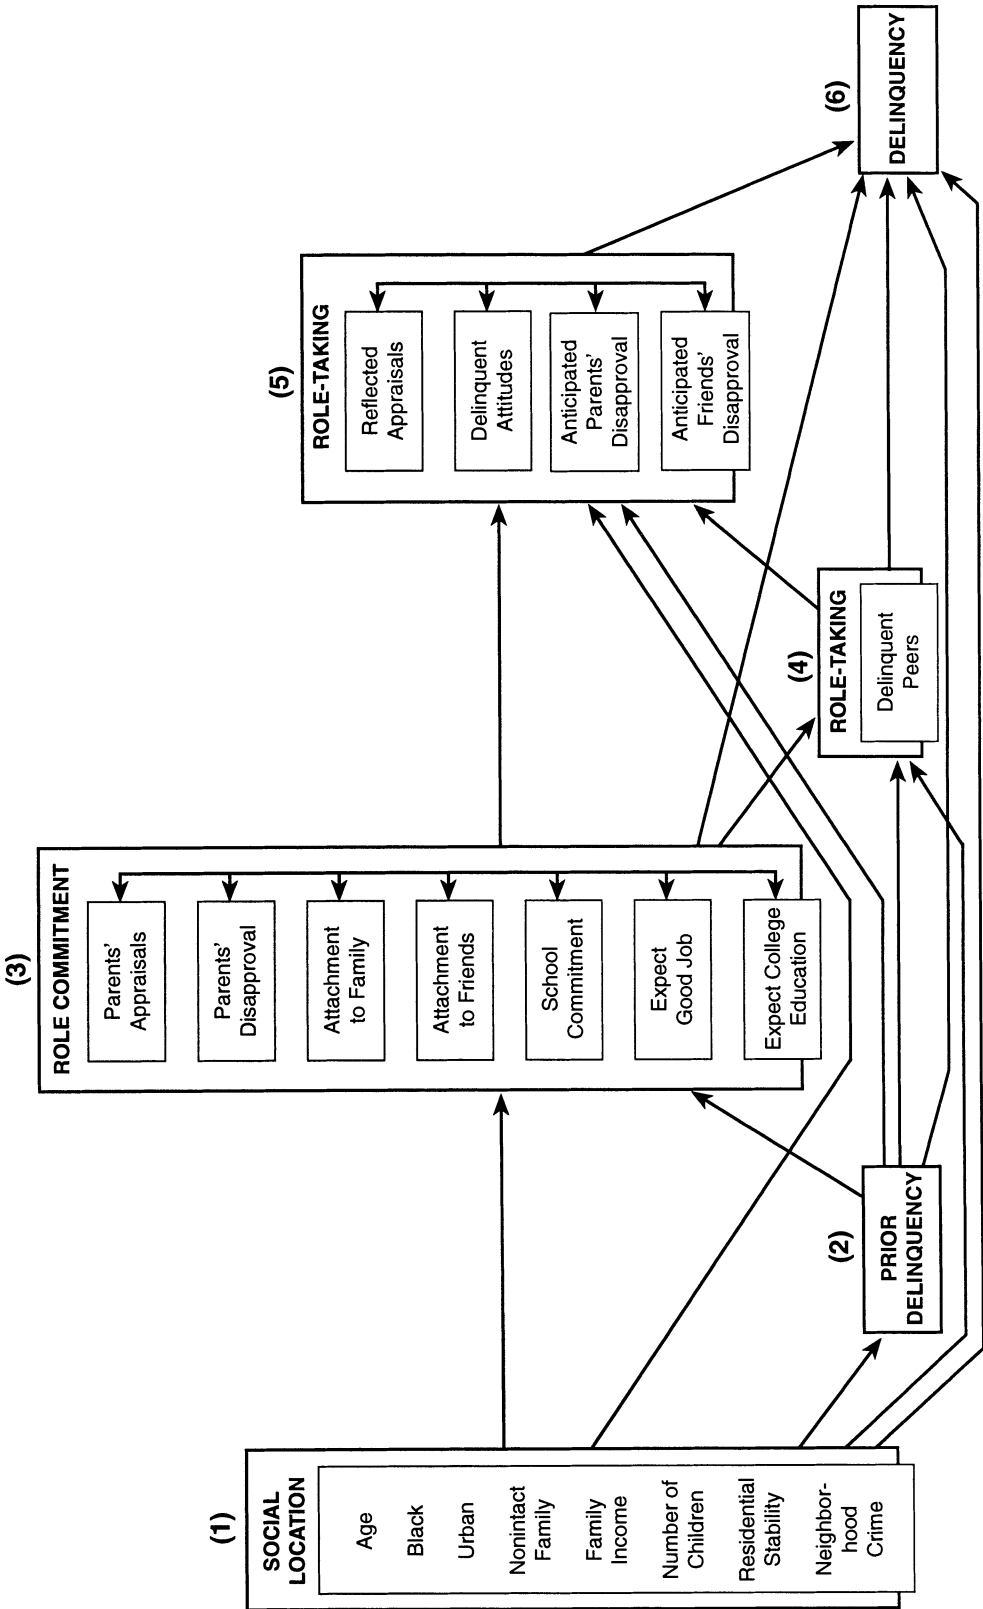 (1)
SOCIAL
LOCATION
Age
Black
Urban
Nonintact
Family
Family
Income
Number of
Children
Residential
Stability
Neighbor-
hood
Crime
(2)
PRIOR
DELINQUENCY
(3)
ROLE COMMITMENT
Parents'
Appraisals
Parents'
Disapproval
Attachment
to Family
Attachment
to Friends
School
Commitment
Expect
Good Job
Expect College
Education
(4)
ROLE-TAKING
Delinquent
Peers
(5)
ROLE-TAKING
Reflected
Appraisals
Delinquent
Attitudes
Anticipated
Parents'
Disapproval
Anticipated
Friends'
Disapproval
(6)
DELINQUENCY